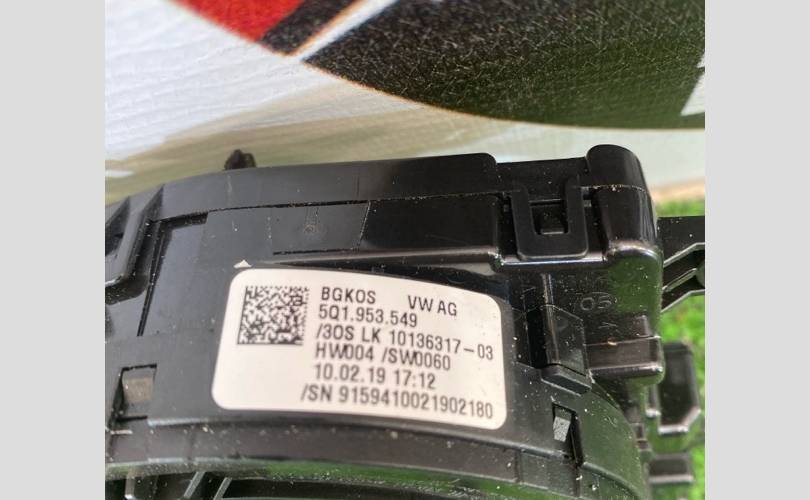 BGKOS VW AG
5Q1.953.549
/30S LK 10136317-03
HW004 /SW0060
10.02.19 17:12
/SN 9159410021902180
05